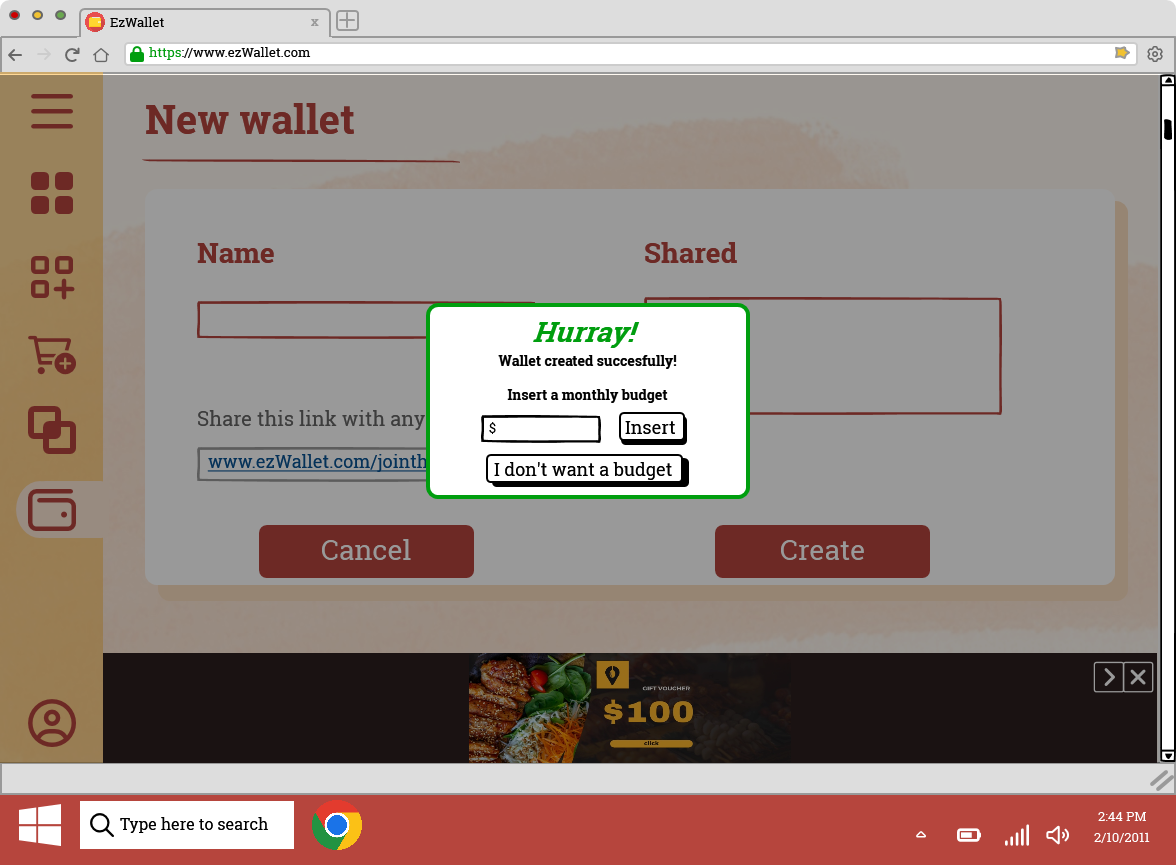 EzWallet
x
https://www.ezWallet.com
New wallet
Name
Shared
Hurray!
Wallet created succesfully!
Insert a monthly budget
$
Insert
I don't want a budget
Share this link with any
www.ezWallet.com/jointh
Cancel
Create
GIFT VOUCHER
$100
click
Type here to search
2:44 PM
2/10/2011